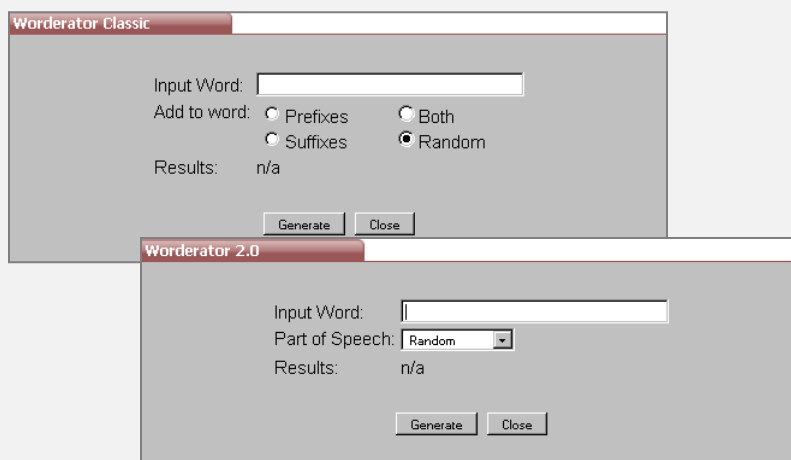 Worderator Classic
Input Word:
Add to word: Prefixes Both
Suffixes Random
Results: n/a
Generate Close
Worderator 2.0
Input Word:
Part of Speech: Random
Results: n/a
Generate Close